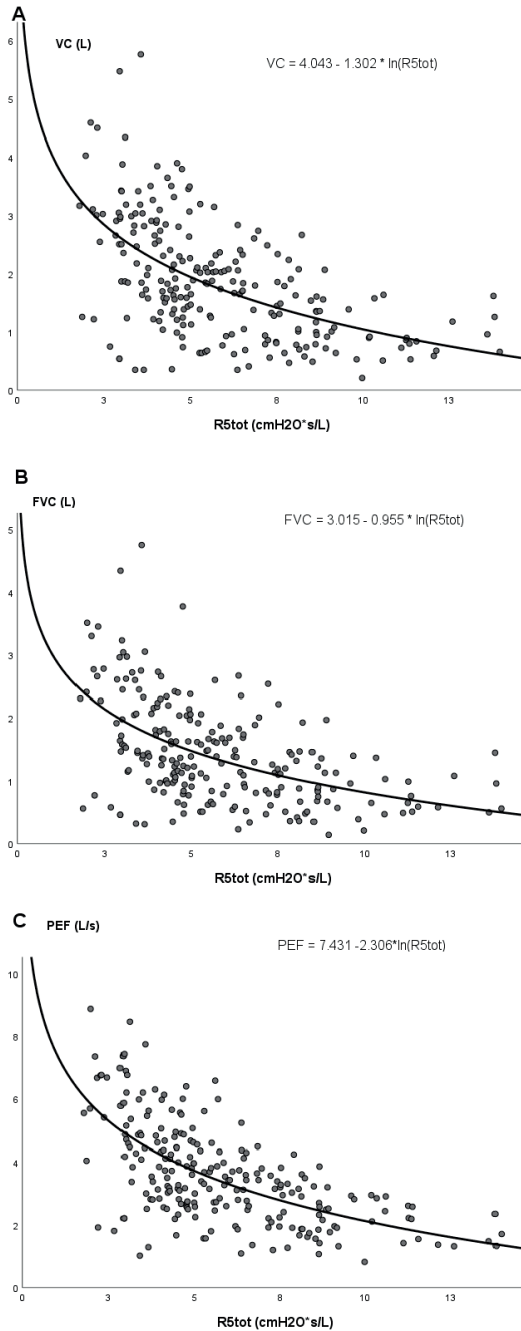 A
VC (L)
VC = 4.043 - 1.302 * ln(R5tot)
6
5
4
3
2
1
0
0 3 5 8 10 13
R5tot (cmH2O*s/L)
B
FVC (L)
FVC = 3.015 - 0.955 * ln(R5tot)
5
4
3
2
1
0
0 3 5 8 10 13
R5tot (cmH2O*s/L)
C
PEF (L/s)
PEF = 7.431 -2.306*ln(R5tot)
10
8
6
4
2
0
0 3 5 8 10 13
R5tot (cmH2O*s/L)